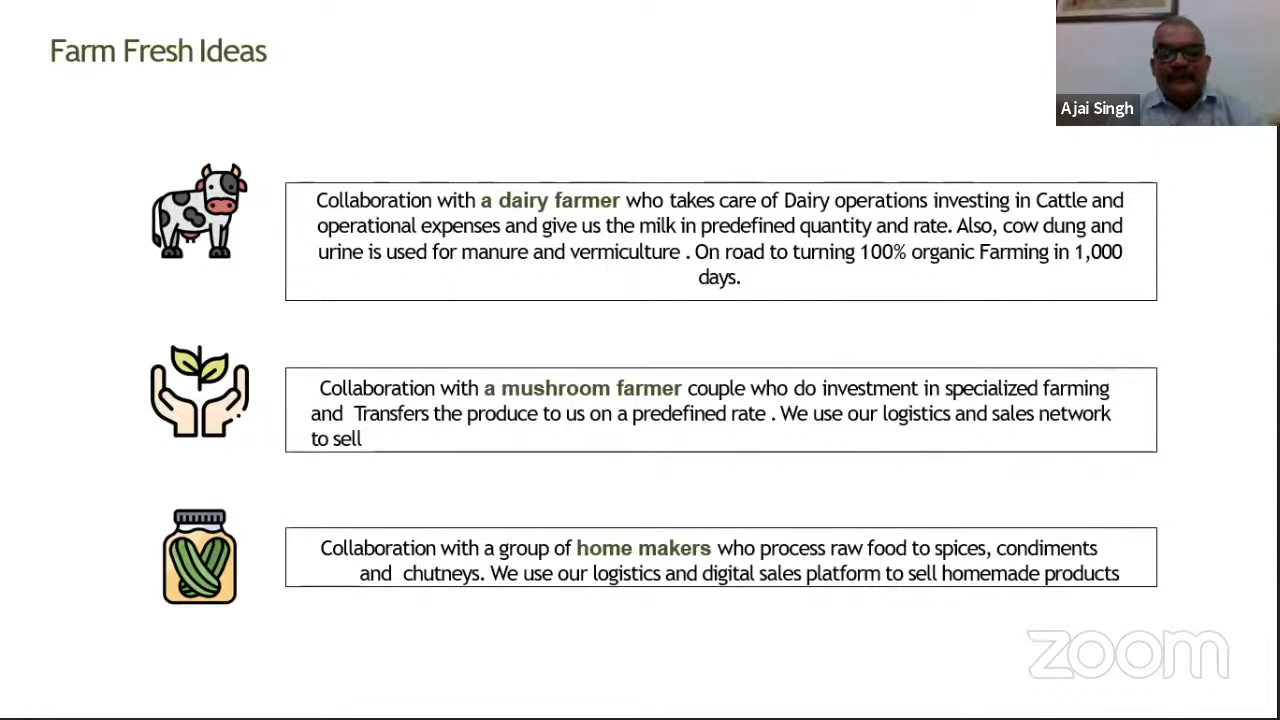 Farm Fresh Ideas
Ajai Singh
Collaboration with a dairy farmer who takes care of Dairy operations investing in Cattle and
operational expenses and give us the milk in predefined quantity and rate. Also, cow dung and
urine is used for manure and vermiculture . On road to turning 100% organic Farming in 1,000
days.
Collaboration with a mushroom farmer couple who do investment in specialized farming
and Transfers the produce to us on a predefined rate . We use our logistics and sales network
to sell
Collaboration with a group of home makers who process raw food to spices, condiments
and chutneys. We use our logistics and digital sales platform to sell homemade products
zoom